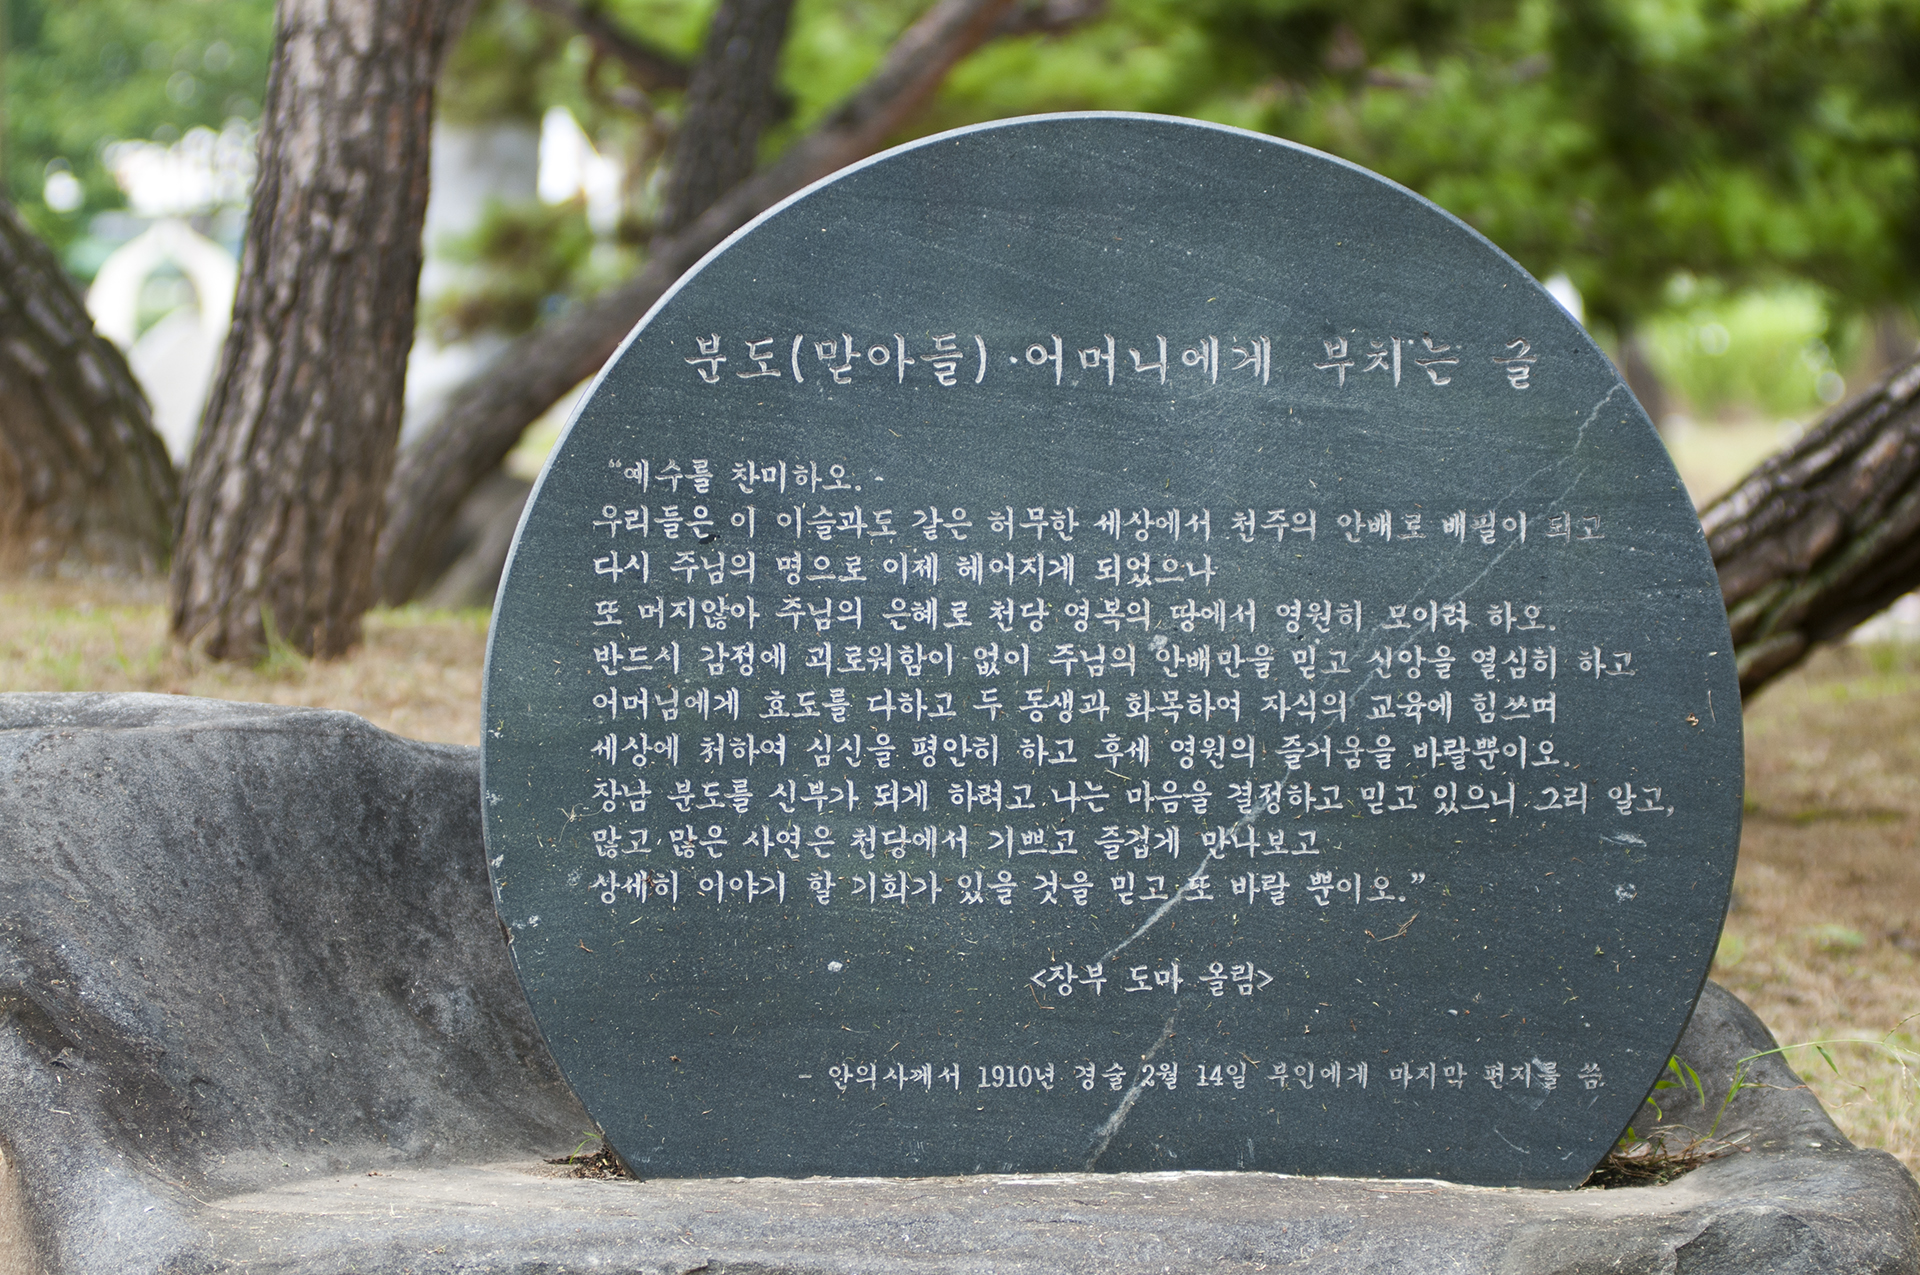 분도(맏아들)·어머니에게 부치는 글
“예수를 찬미하오.
우리들은 이 이슬과도 같은 허무한 세상에서 천주의 안배로 배필이 되고
다시 주님의 명으로 이제 헤어지게 되었으나
또 머지않아 주님의 은혜로 천당 영복의 땅에서 영원히 모이려 하오.
반드시 감정에 괴로워함이 없이 주님의 안배만을 믿고 신앙을 열심히 하고
어머님에게 효도를 다하고 두 동생과 화목하여 자식의 교육에 힘쓰며
세상에 처하여 심신을 평안히 하고 후세 영원의 즐거움을 바랄뿐이오.
장남 분도를 신부가 되게 하려고 나는 마음을 결정하고 믿고 있으니 그리 알고,
많고 많은 사연은 천당에서 기쁘고 즐겁게 만나보고
상세히 이야기 할 기회가 있을 것을 믿고 또 바랄 뿐이오.”
<장부 도마 올림>
- 안의사께서 1910년 경술 2월 14일 부인에게 마지막 편지를 씀